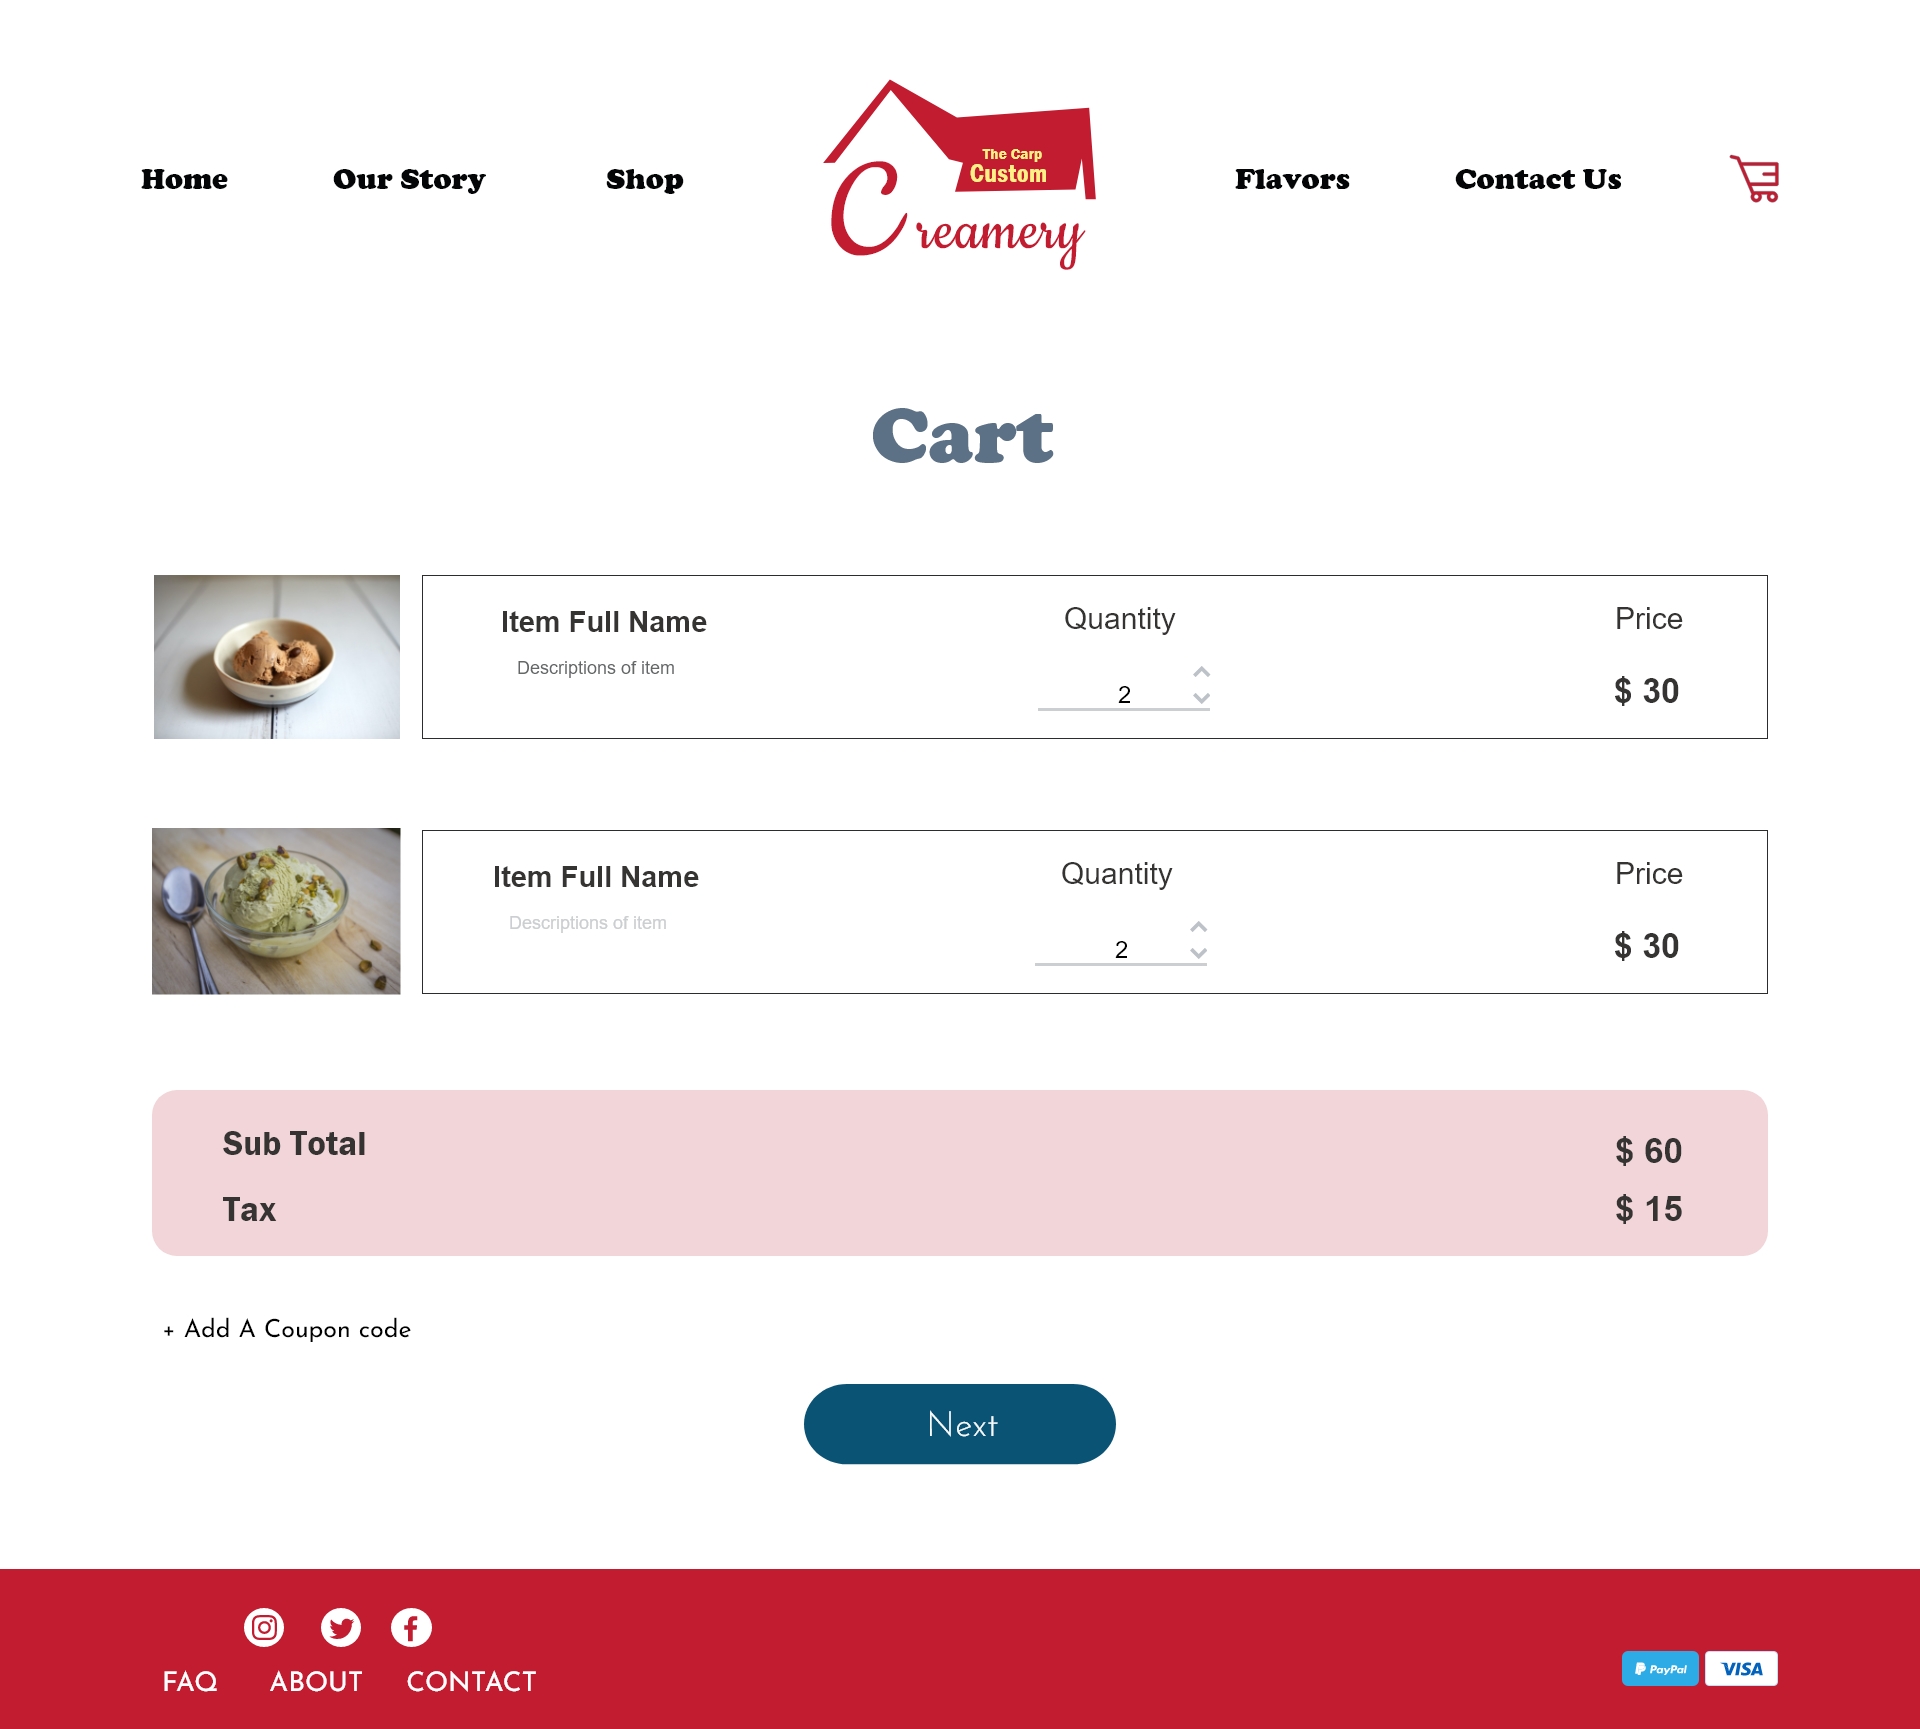 Home
Our Story
Shop
The Carp
Custom
Creamery
Flavors
Contact Us
Cart
Item Full Name
Descriptions of item
Quantity
2
Price
$ 30
Item Full Name
Descriptions of item
Quantity
2
Price
$ 30
Sub Total
$ 60
Tax
$ 15
+ Add A Coupon code
Next
FAQ
ABOUT
CONTACT
PayPal
VISA